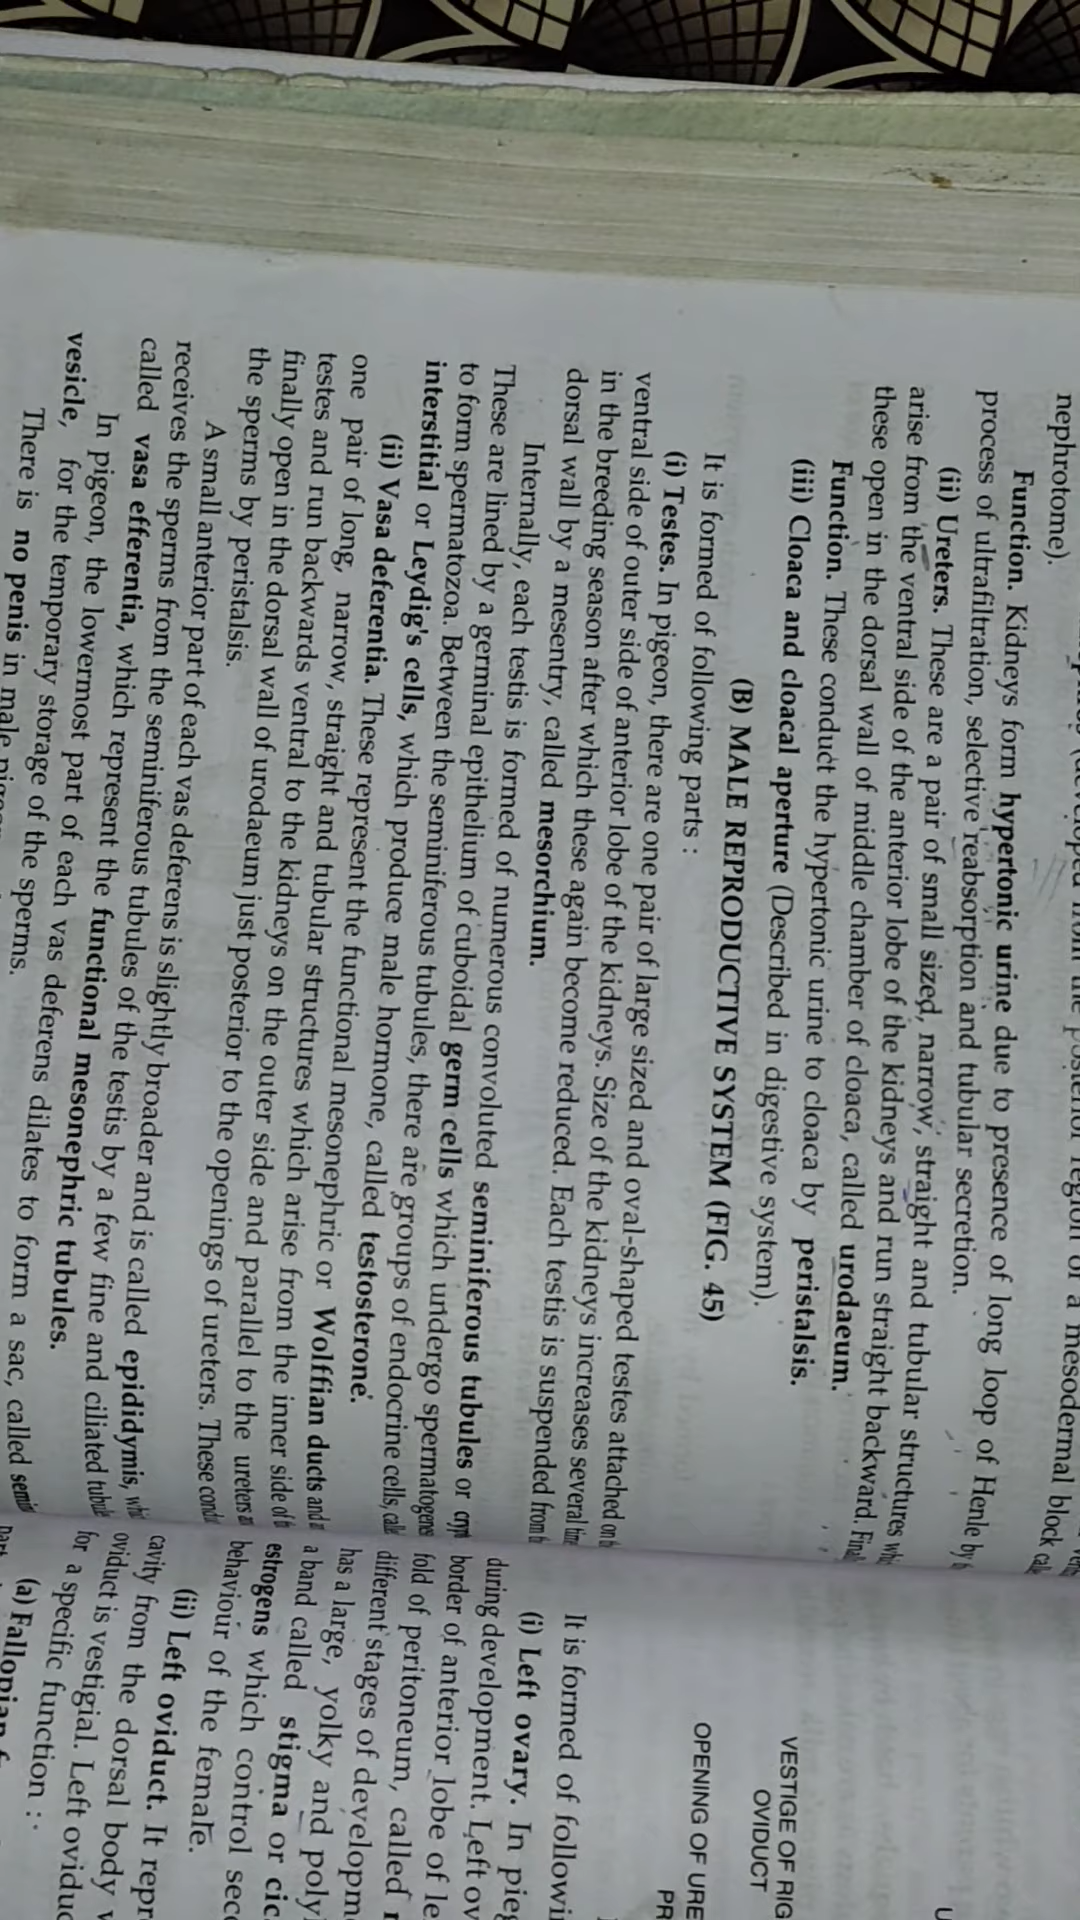 nephrotome).
region of a mesodermal block
Function. Kidneys form hypertonic urine due to presence of long loop of Henle by
process of ultrafiltration, selective reabsorption and tubular secretion.
(ii) Ureters. These are a pair of small sized, narrow, straight and tubular structures
arise from the ventral side of the anterior lobe of the kidneys and run straight backward.
these open in the dorsal wall of middle chamber of cloaca, called urodaeum.
Function. These conduct the hypertonic urine to cloaca by peristalsis.
(iii) Cloaca and cloacal aperture (Described in digestive system).
(B) MALE REPRODUCTIVE SYSTEM (FIG. 45)
It is formed of following parts :
(i) Testes. In pigeon, there are one pair of large sized and oval-shaped testes attached on
ventral side of outer side of anterior lobe of the kidneys. Size of the kidneys increases several
in the breeding season after which these again become reduced. Each testis is suspended from
dorsal wall by a mesentry, called mesorchium.
Internally, each testis is formed of numerous convoluted seminiferous tubules or
These are lined by a germinal epithelium of cuboidal germ cells which undergo
to form spermatozoa. Between the seminiferous tubules, there are groups of endocrine cells,
interstitial or Leydig's cells, which produce male hormone, called testosterone.
(ii) Vasa deferentia. These represent the functional mesonephric or Wolffian ducts and
one pair of long, narrow, straight and tubular structures which arise from the inner side of
testes and run backwards ventral to the kidneys on the outer side and parallel to the ureters
finally open in the dorsal wall of urodaeum just posterior to the openings of ureters. These
the sperms by peristalsis.
A small anterior part of each vas deferens is slightly broader and is called epididymis,
receives the sperms from the seminiferous tubules of the testis by a few fine and ciliated
called vasa efferentia, which represent the functional mesonephric tubules.
In pigeon, the lowermost part of each vas deferens dilates to form a sac, called
vesicle, for the temporary storage of the sperms.
There is no penis in male
VESTIGE OF RIG
OVIDUCT
OPENING OF URE
PR
U
It is formed of followi
(i) Left ovary. In pieg
during development. Left ov
border of anterior lobe of le
fold of peritoneum, called
different stages of developm
has a large, yolky and poly
a band called stigma or cic
estrogens which control sec
behaviour of the female.
(ii) Left oviduct. It repr
cavity from the dorsal body
oviduct is vestigial. Left oviduc
for a specific function :
(a) Fallopian